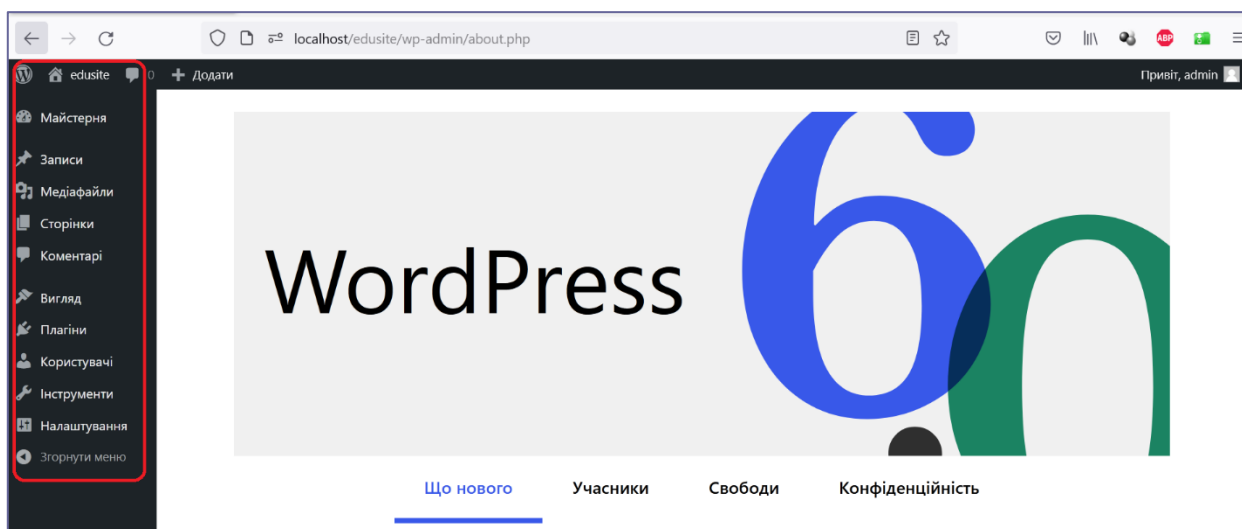 localhost/edusite/wp-admin/about.php
ABP
edusite 0 Додати Привіт, admin
Майстерня
Записи
Медіафайли
Сторінки
Коментарі
Вигляд
Плагіни
Користувачі
Інструменти
Налаштування
Згорнути меню
WordPress 6.0
Що нового Учасники Свободи Конфіденційність